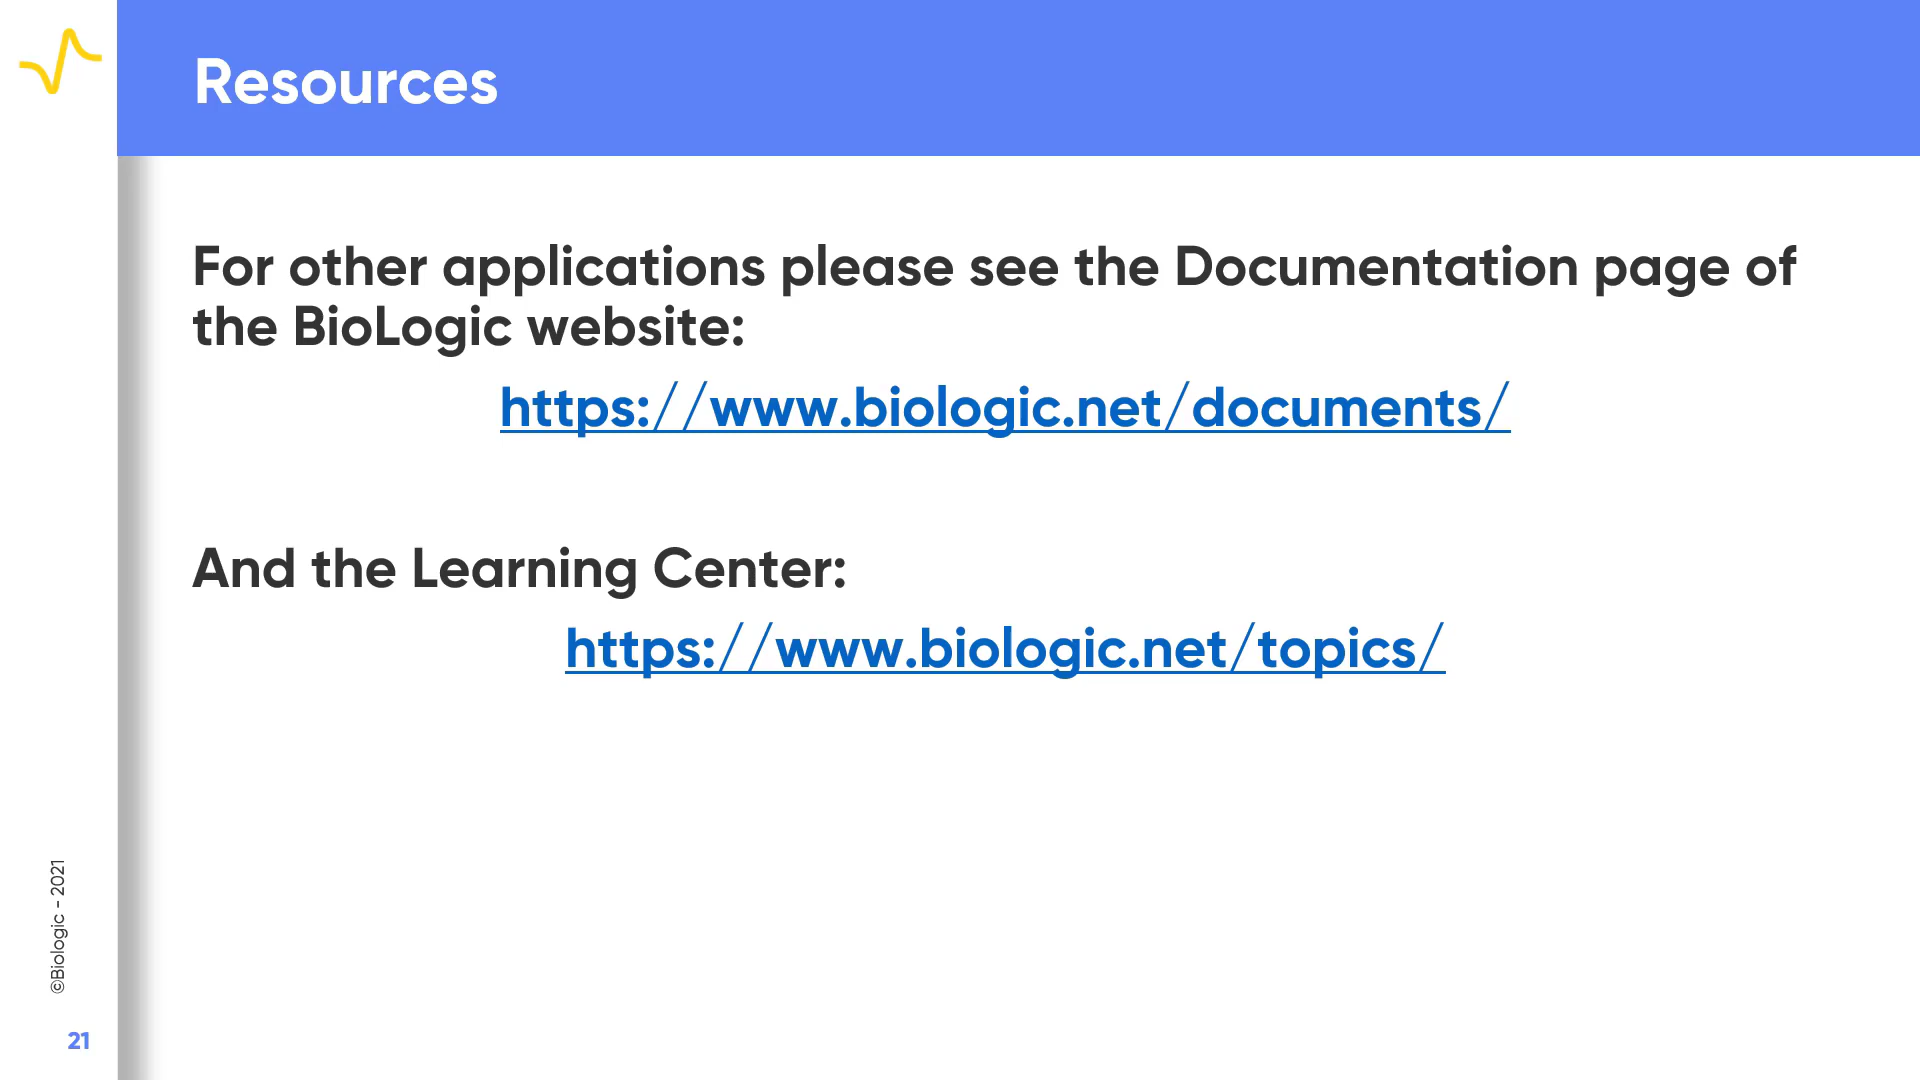 Resources
For other applications please see the Documentation page of
the BioLogic website:
https://www.biologic.net/documents/
And the Learning Center:
https://www.biologic.net/topics/
©Biologic - 2021
21